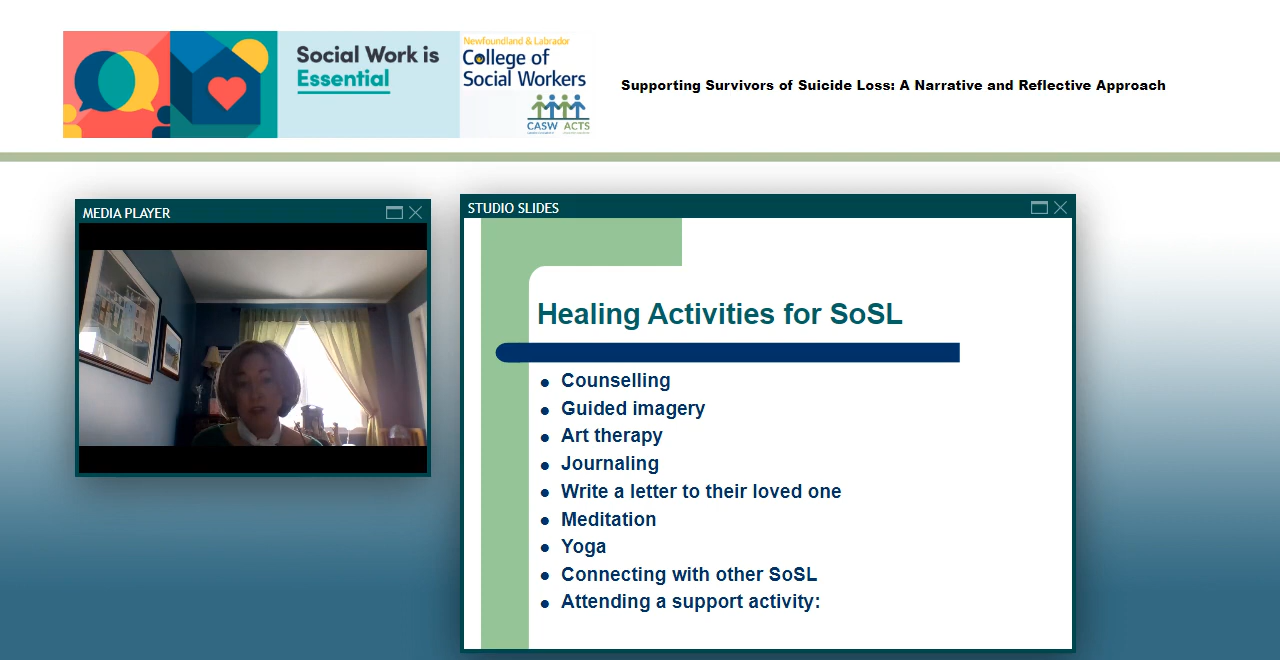 Social Work is
Essential
Newfoundland & Labrador
College of
Social Workers
CASW ACTS
Supporting Survivors of Suicide Loss: A Narrative and Reflective Approach
MEDIA PLAYER
STUDIO SLIDES
Healing Activities for SoSL
• Counselling
• Guided imagery
• Art therapy
• Journaling
• Write a letter to their loved one
• Meditation
• Yoga
• Connecting with other SoSL
• Attending a support activity: